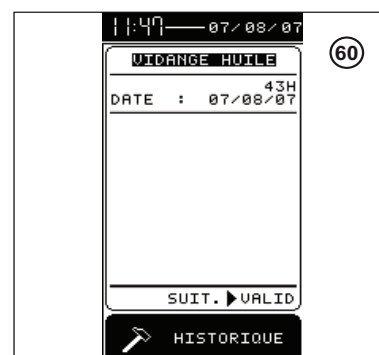 11:47 07/08/07
60
VIDANGE HUILE
43H
DATE : 07/08/07
SUIT. ▶VALID
HISTORIQUE